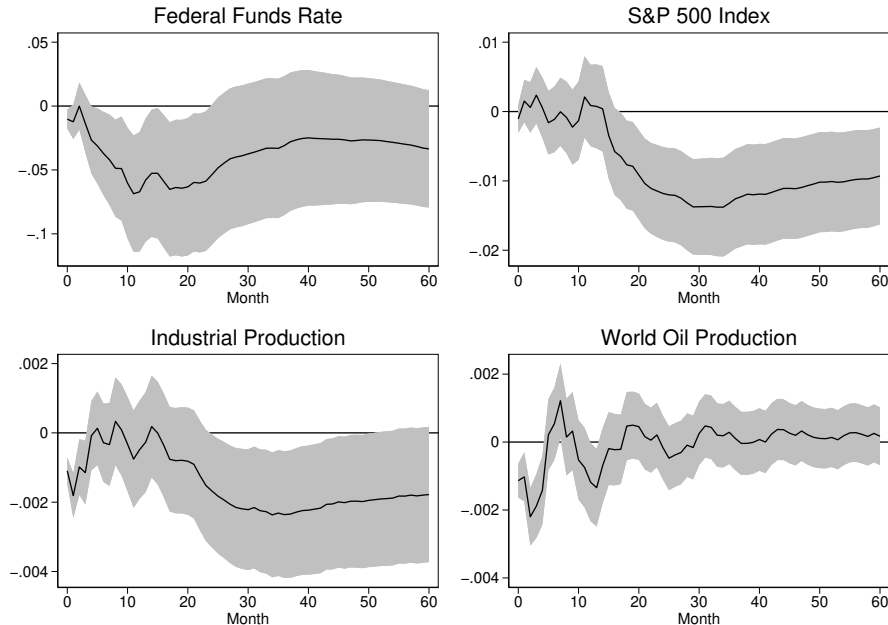 Federal Funds Rate
.05
0
-.05
-.1
0 10 20 30 40 50 60
Month
S&P 500 Index
.01
0
-.01
-.02
0 10 20 30 40 50 60
Month
Industrial Production
.002
0
-.002
-.004
0 10 20 30 40 50 60
Month
World Oil Production
.002
0
-.002
-.004
0 10 20 30 40 50 60
Month